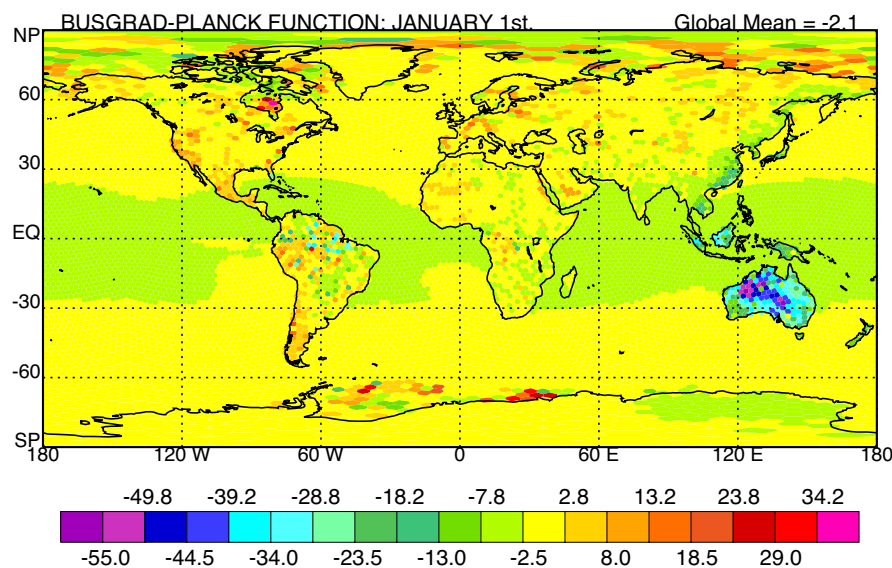 BUSGRAD-PLANCK FUNCTION: JANUARY 1st. Global Mean = -2.1
NP
60
30
EQ
-30
-60
SP
180 120 W 60 W 0 60 E 120 E 180
-49.8 -39.2 -28.8 -18.2 -7.8 2.8 13.2 23.8 34.2
-55.0 -44.5 -34.0 -23.5 -13.0 -2.5 8.0 18.5 29.0